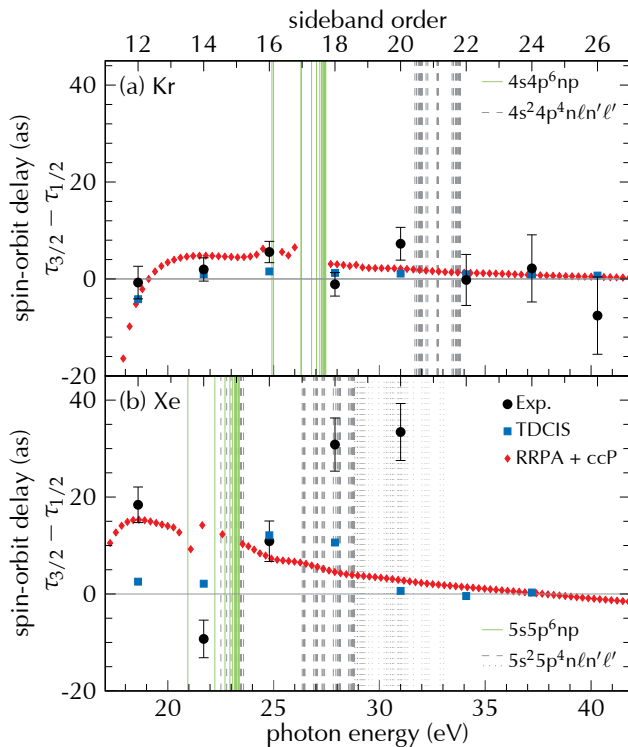 sideband order
12 14 16 18 20 22 24 26
(a) Kr
4s4p⁶np
4s²4p⁴nℓn′ℓ′
spin-orbit delay (as)
τ3/2 − τ1/2
40
20
0
-20
(b) Xe
Exp.
TDCIS
RRPA + ccP
spin-orbit delay (as)
τ3/2 − τ1/2
40
20
0
-20
5s5p⁶np
5s²5p⁴nℓn′ℓ′
20 25 30 35 40
photon energy (eV)